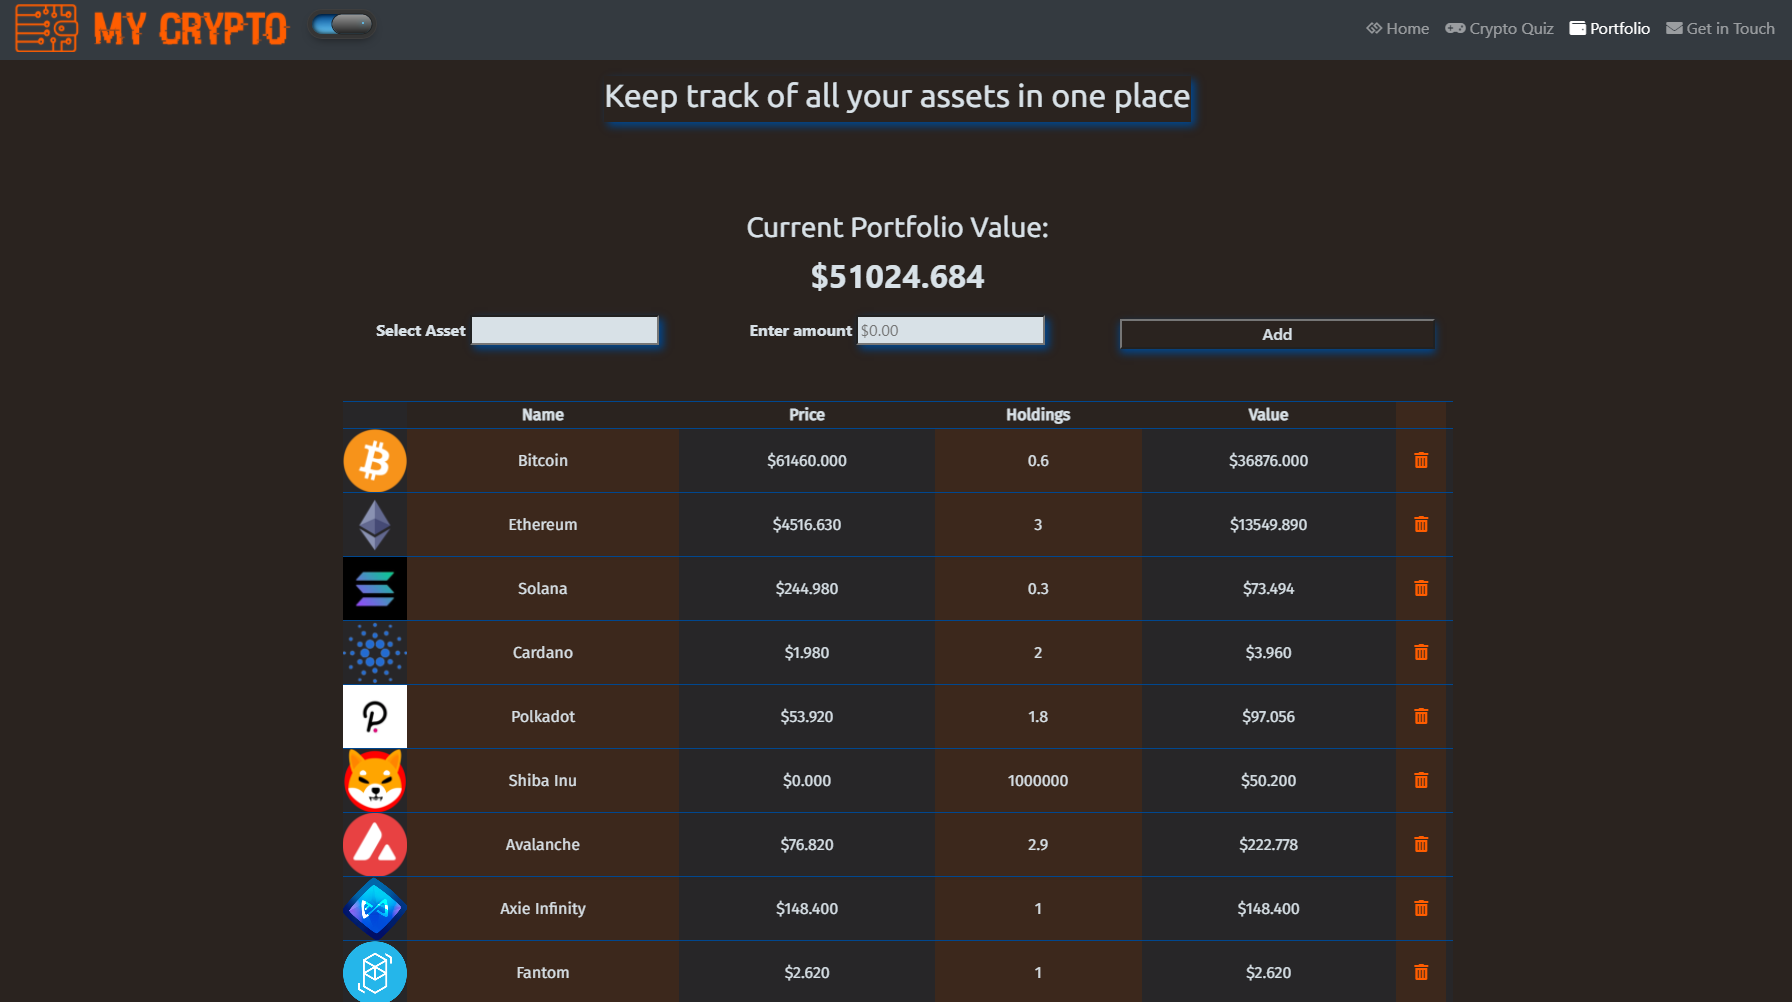 MY CRYPTO
Home Crypto Quiz Portfolio Get in Touch
Keep track of all your assets in one place
Current Portfolio Value:
$51024.684
Select Asset Enter amount $0.00 Add
Name Price Holdings Value
Bitcoin $61460.000 0.6 $36876.000
Ethereum $4516.630 3 $13549.890
Solana $244.980 0.3 $73.494
Cardano $1.980 2 $3.960
Polkadot $53.920 1.8 $97.056
Shiba Inu $0.000 1000000 $50.200
Avalanche $76.820 2.9 $222.778
Axie Infinity $148.400 1 $148.400
Fantom $2.620 1 $2.620